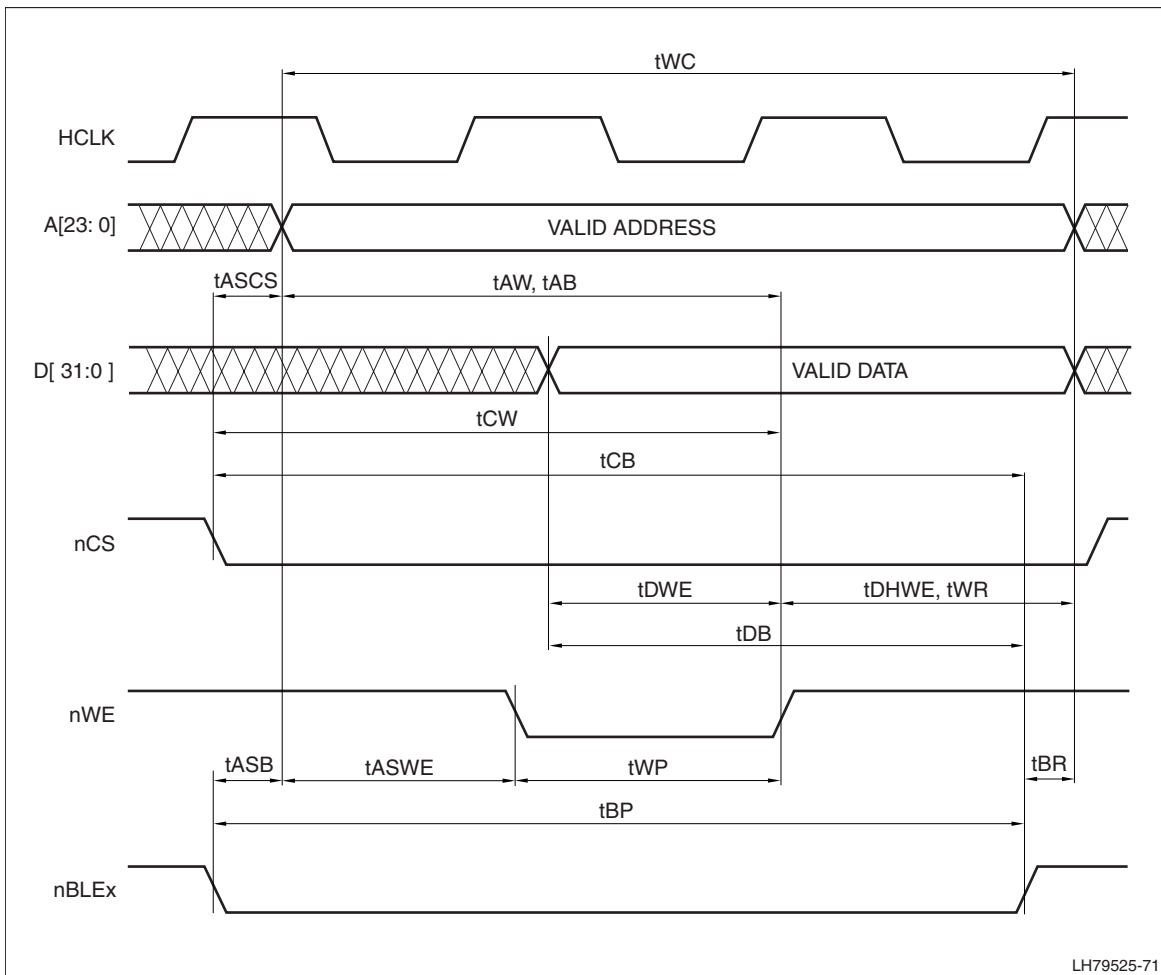 tWC
HCLK
A[23: 0]
VALID ADDRESS
tASCS
tAW, tAB
D[ 31:0 ]
VALID DATA
tCW
tCB
nCS
tDWE
tDHWE, tWR
tDB
nWE
tASB
tASWE
tWP
tBR
tBP
nBLEx
LH79525-71